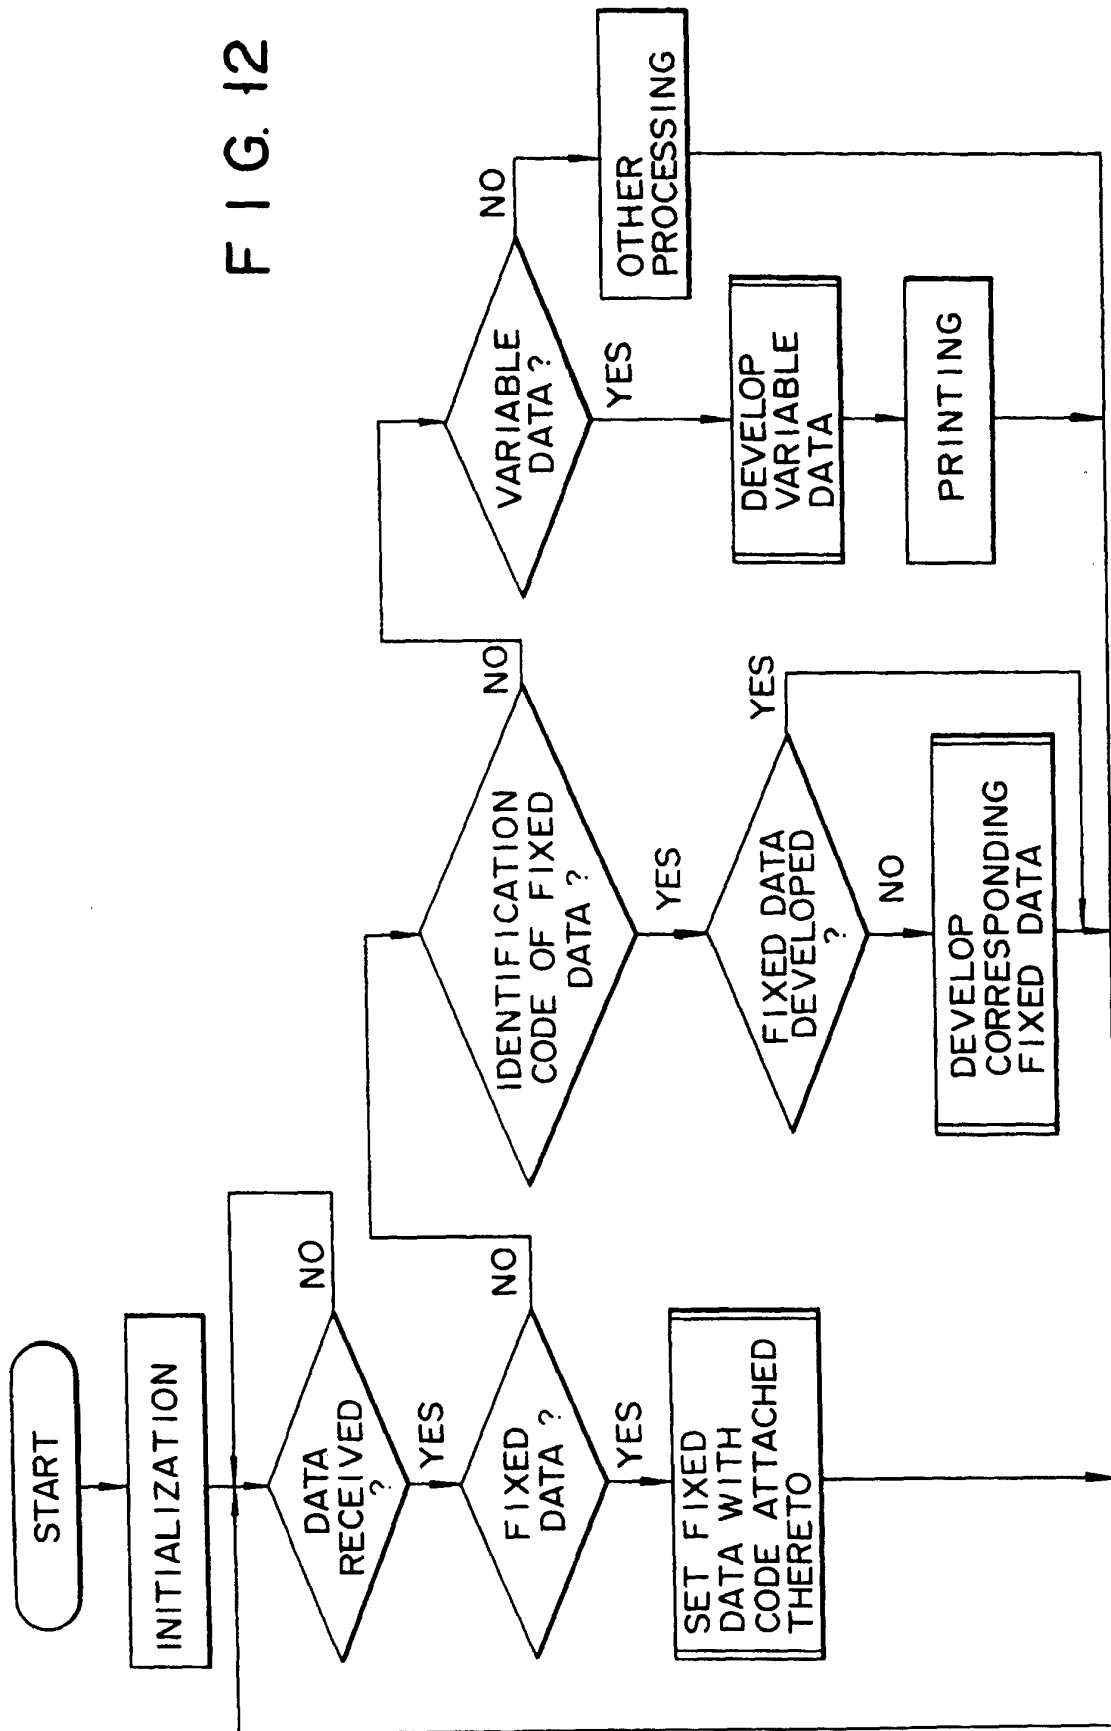 FIG. 12
START
INITIALIZATION
DATA
RECEIVED
?
NO
YES
FIXED
DATA ?
NO
YES
SET FIXED
DATA WITH
CODE ATTACHED
THERETO
IDENTIFICATION
CODE OF FIXED
DATA ?
NO
YES
FIXED DATA
DEVELOPED
?
YES
NO
DEVELOP
CORRESPONDING
FIXED DATA
VARIABLE
DATA ?
NO
YES
DEVELOP
VARIABLE
DATA
PRINTING
OTHER
PROCESSING